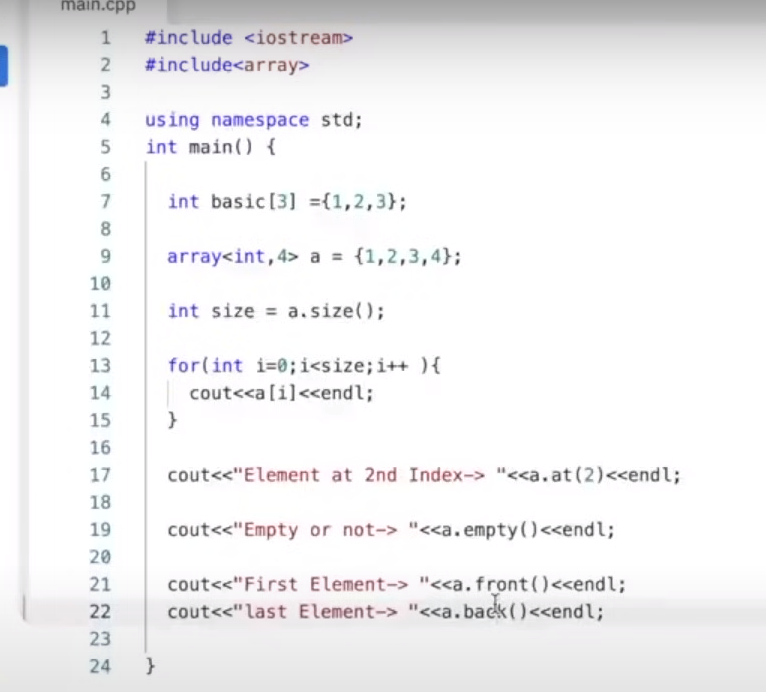 main.cpp
1 #include <iostream>
2 #include<array>
3
4 using namespace std;
5 int main() {
6
7 int basic[3] ={1,2,3};
8
9 array<int,4> a = {1,2,3,4};
10
11 int size = a.size();
12
13 for(int i=0;i<size;i++ ){
14 cout<<a[i]<<endl;
15 }
16
17 cout<<"Element at 2nd Index-> "<<a.at(2)<<endl;
18
19 cout<<"Empty or not-> "<<a.empty()<<endl;
20
21 cout<<"First Element-> "<<a.front()<<endl;
22 cout<<"last Element-> "<<a.back()<<endl;
23
24 }